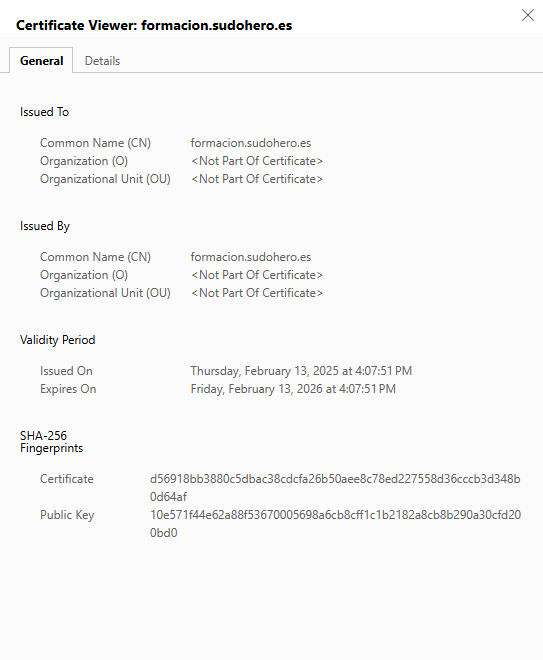 Certificate Viewer: formacion.sudohero.es
General Details
Issued To
Common Name (CN) formacion.sudohero.es
Organization (O) <Not Part Of Certificate>
Organizational Unit (OU) <Not Part Of Certificate>
Issued By
Common Name (CN) formacion.sudohero.es
Organization (O) <Not Part Of Certificate>
Organizational Unit (OU) <Not Part Of Certificate>
Validity Period
Issued On Thursday, February 13, 2025 at 4:07:51 PM
Expires On Friday, February 13, 2026 at 4:07:51 PM
SHA-256
Fingerprints
Certificate d56918bb3880c5dbac38cdcfa26b50aee8c78ed227558d36cccb3d348b
0d64af
Public Key 10e571f44e62a88f53670005698a6cb8cff1c1b2182a8cb8b290a30cfd20
0bd0